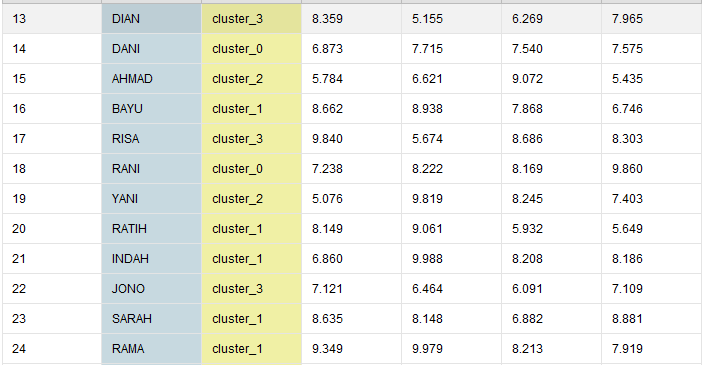 13 DIAN cluster_3 8.359 5.155 6.269 7.965
14 DANI cluster_0 6.873 7.715 7.540 7.575
15 AHMAD cluster_2 5.784 6.621 9.072 5.435
16 BAYU cluster_1 8.662 8.938 7.868 6.746
17 RISA cluster_3 9.840 5.674 8.686 8.303
18 RANI cluster_0 7.238 8.222 8.169 9.860
19 YANI cluster_2 5.076 9.819 8.245 7.403
20 RATIH cluster_1 8.149 9.061 5.932 5.649
21 INDAH cluster_1 6.860 9.988 8.208 8.186
22 JONO cluster_3 7.121 6.464 6.091 7.109
23 SARAH cluster_1 8.635 8.148 6.882 8.881
24 RAMA cluster_1 9.349 9.979 8.213 7.919